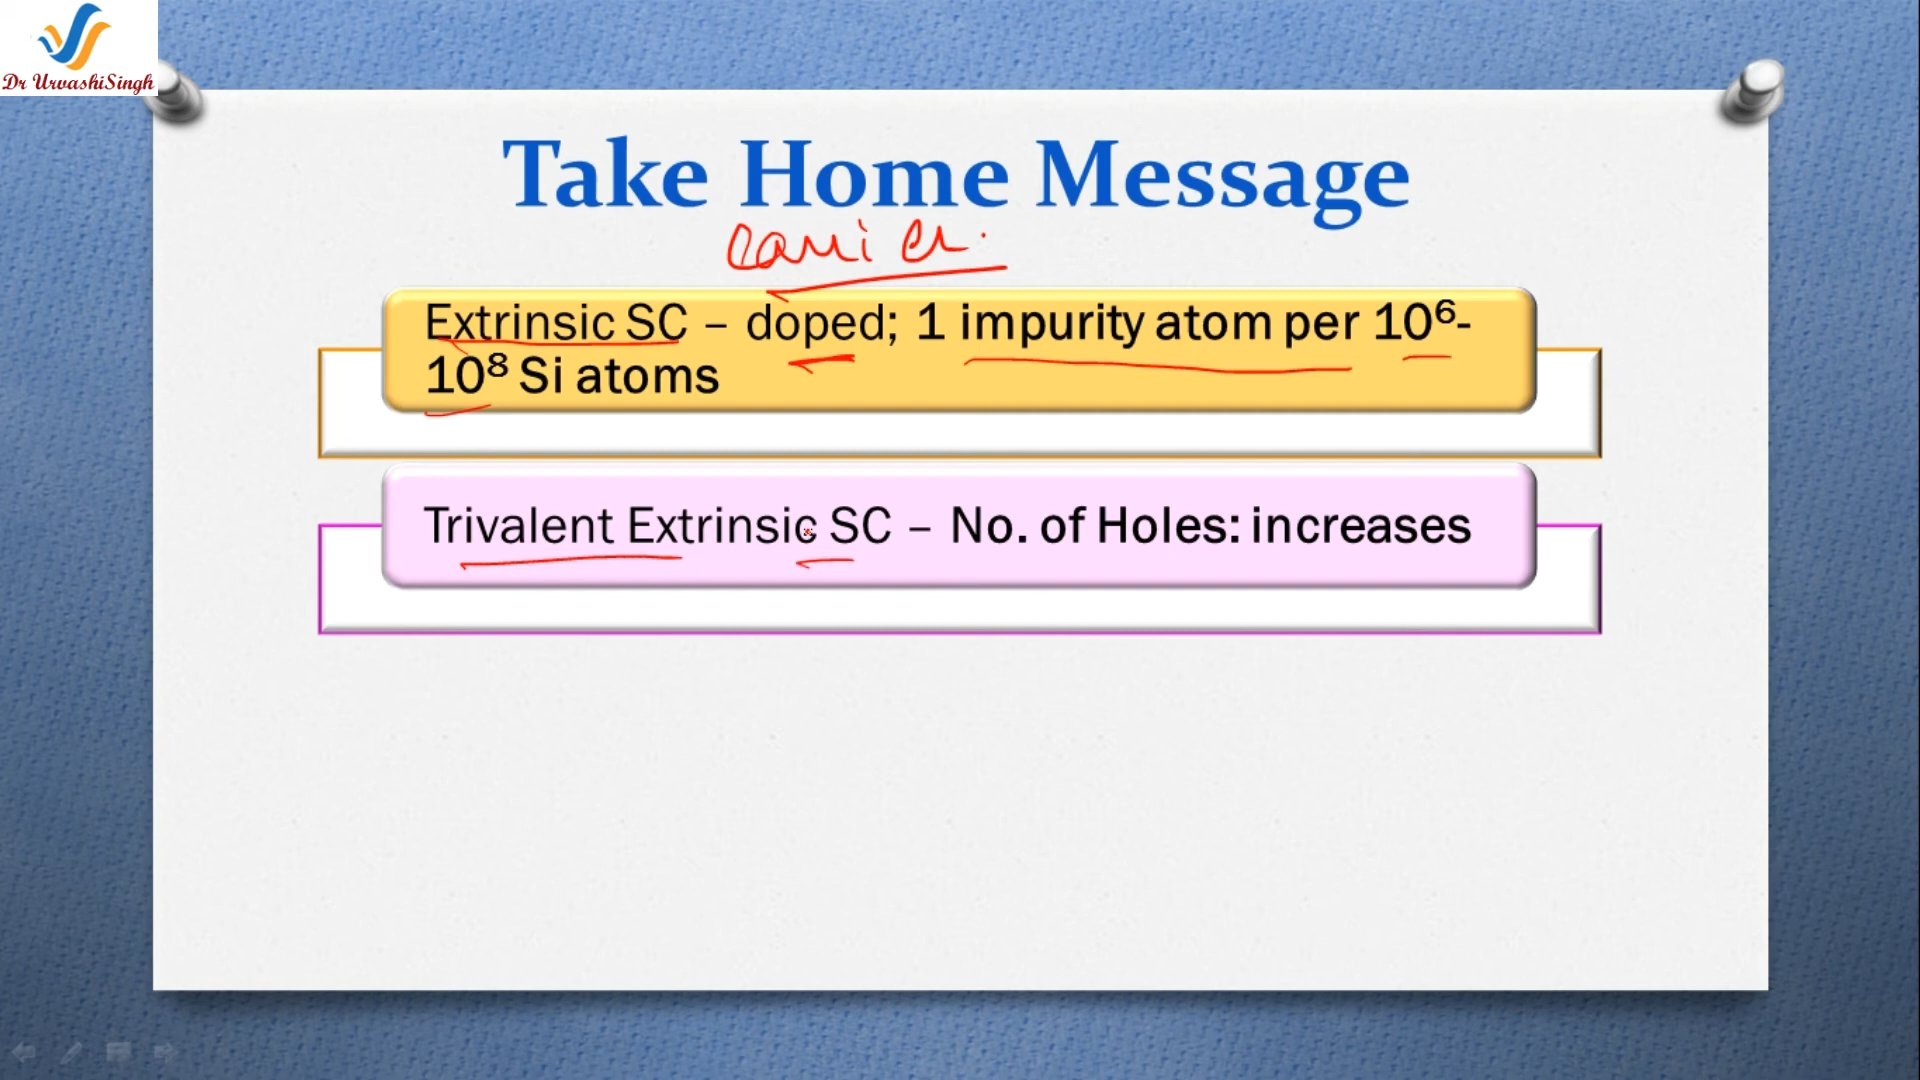 Dr UrvashiSingh
Take Home Message
carrier.
Extrinsic SC – doped; 1 impurity atom per 10⁶-
10⁸ Si atoms
Trivalent Extrinsic SC – No. of Holes: increases